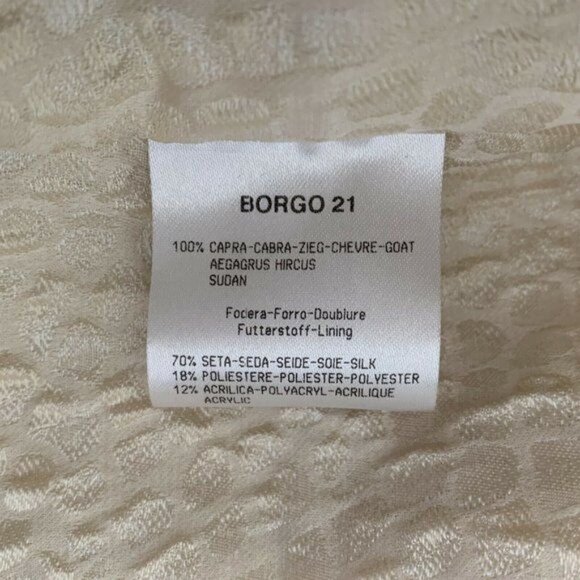 BORGO 21
100% CAPRA-CABRA-ZIEG-CHEVRE-GOAT
AEGAGRUS HIRCUS
SUDAN
Fodera-Forro-Doublure
Futterstoff-Lining
70% SETA-SEDA-SEIDE-SOIE-SILK
18% POLIESTERE-POLIESTER-POLYESTER
12% ACRILICA-POLYACRYL-ACRILIQUE
ACRYLIC